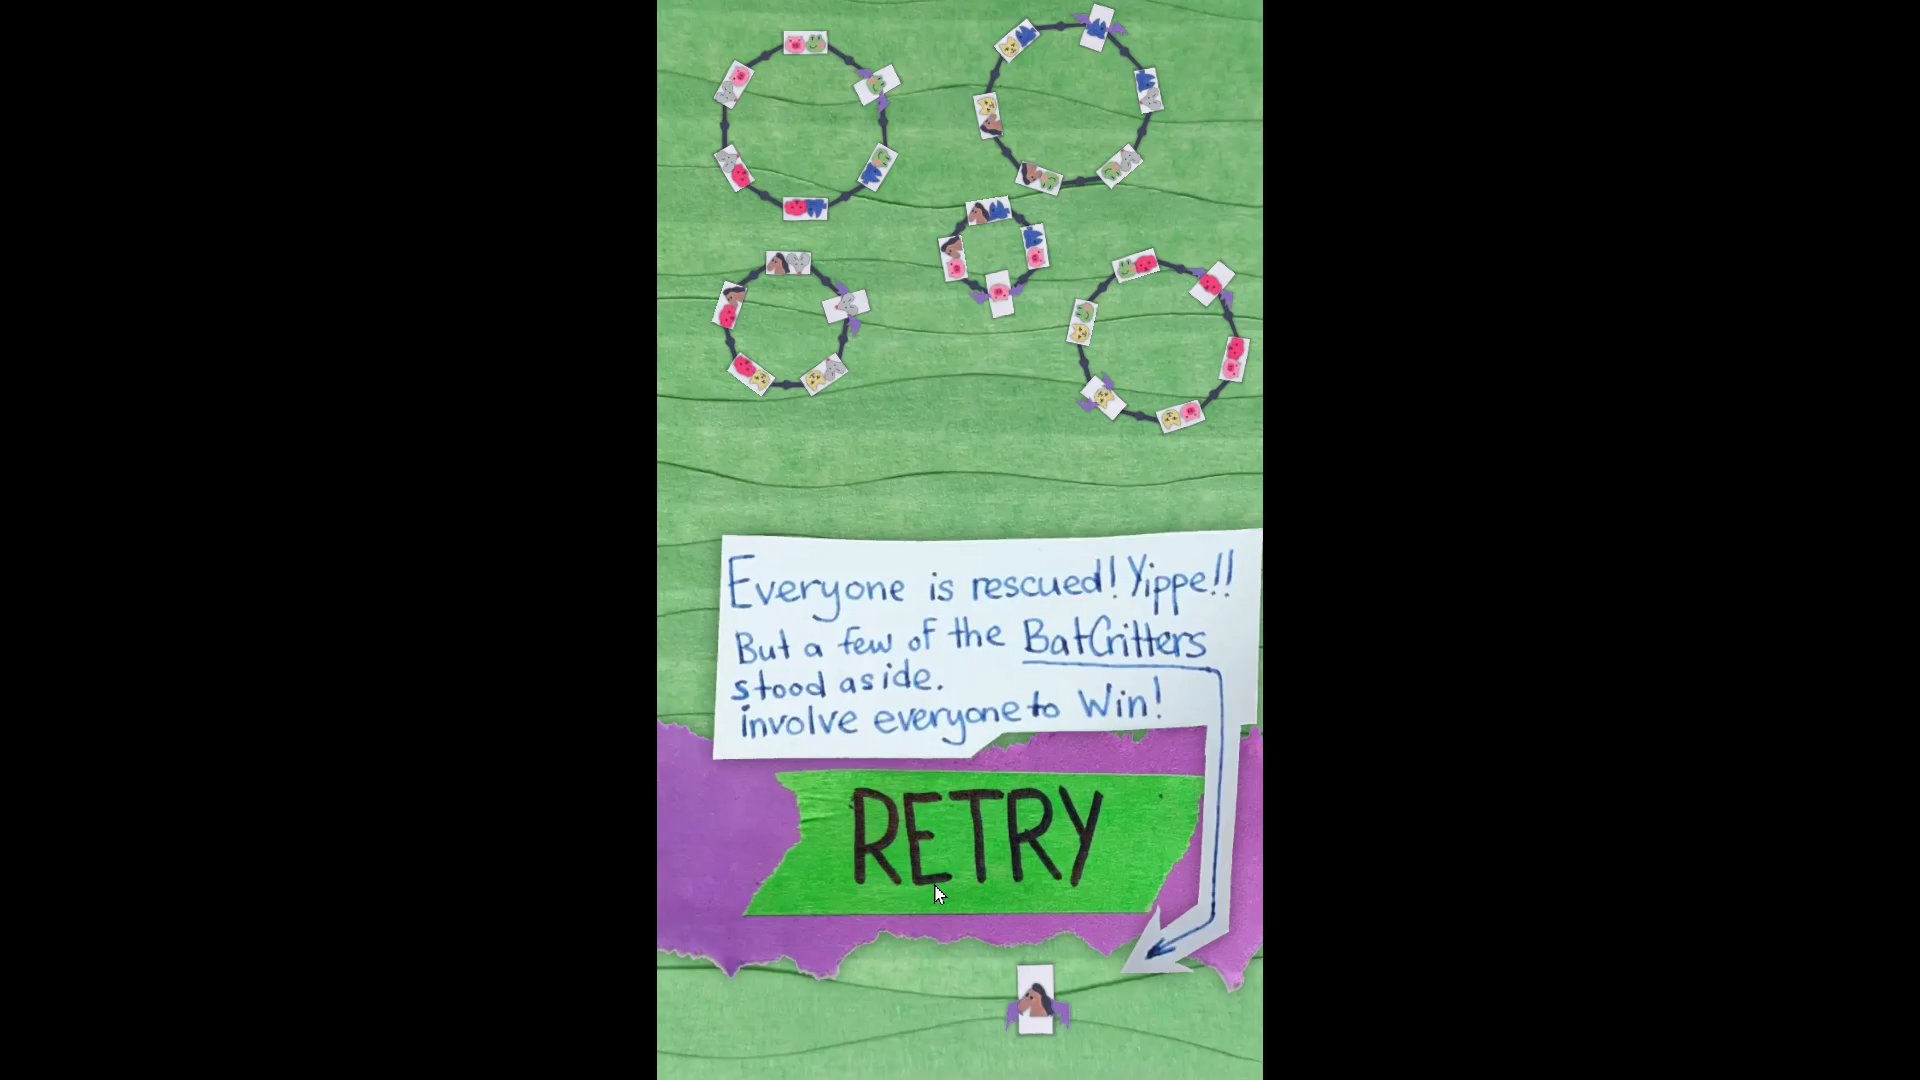 Everyone is rescued! Yippe!!
But a few of the BatCritters
stood aside.
involve everyone to Win!
RETRY